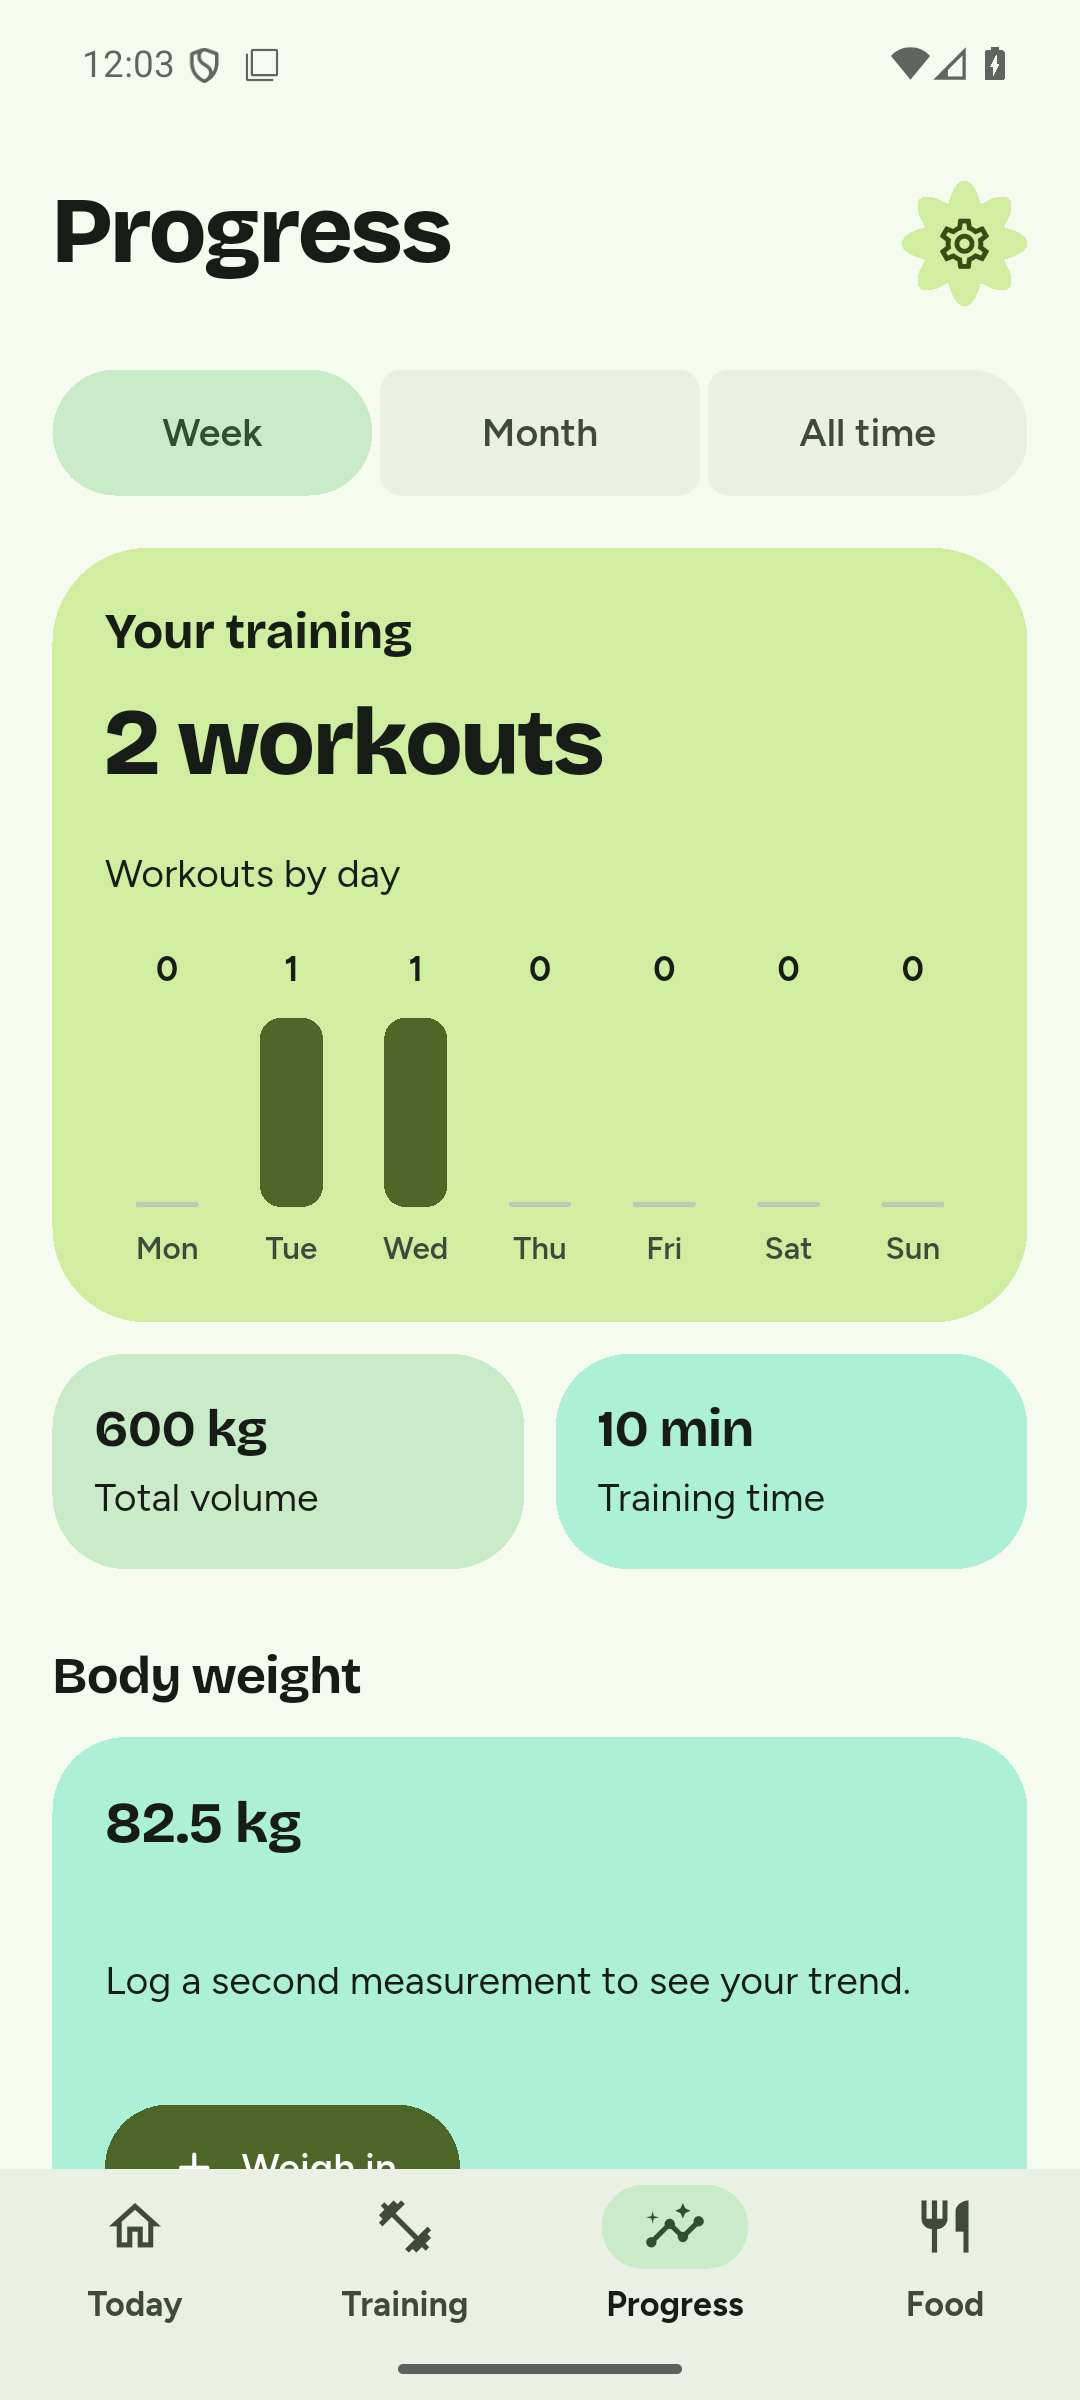 12:03
Progress
Week
Month
All time
Your training
2 workouts
Workouts by day
0 1 1 0 0 0 0
Mon Tue Wed Thu Fri Sat Sun
600 kg
Total volume
10 min
Training time
Body weight
82.5 kg
Log a second measurement to see your trend.
+ Weigh in
Today
Training
Progress
Food